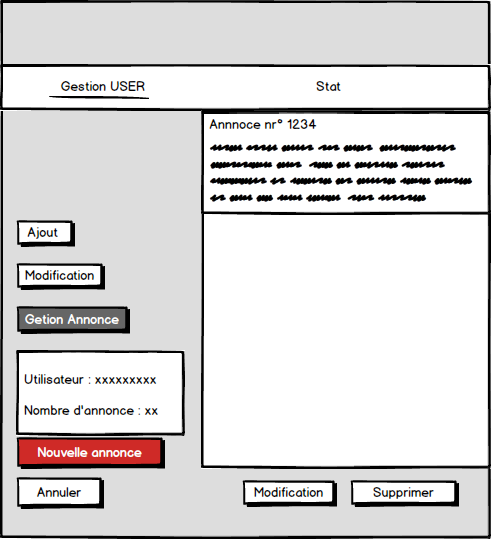 Gestion USER
Stat
Annnoce nr° 1234
Ajout
Modification
Getion Annonce
Utilisateur : xxxxxxxxx
Nombre d'annonce : xx
Nouvelle annonce
Annuler
Modification
Supprimer